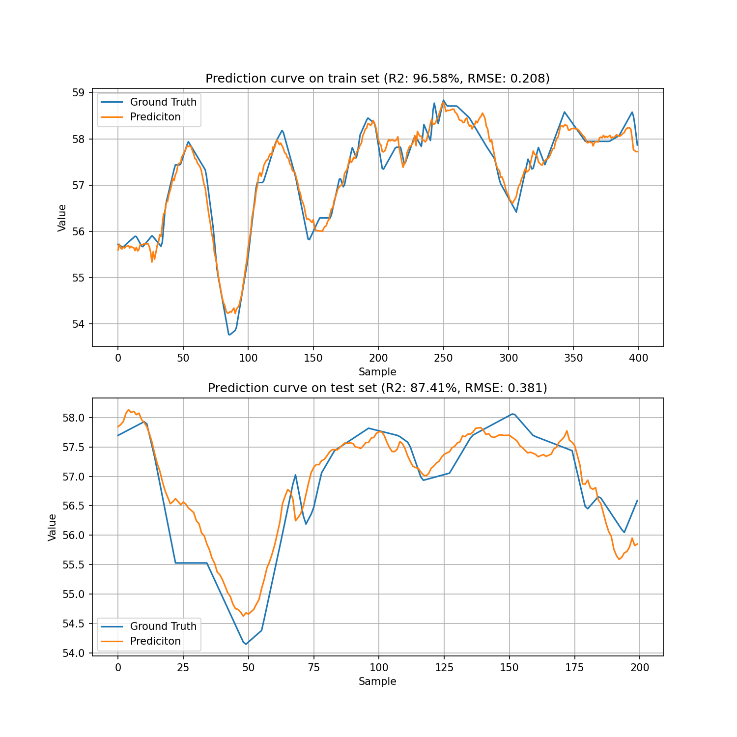 Prediction curve on train set (R2: 96.58%, RMSE: 0.208)
59
58
57
56
55
54
Value
Ground Truth
Prediciton
0 50 100 150 200 250 300 350 400
Sample
Prediction curve on test set (R2: 87.41%, RMSE: 0.381)
58.0
57.5
57.0
56.5
56.0
55.5
55.0
54.5
54.0
Value
Ground Truth
Prediciton
0 25 50 75 100 125 150 175 200
Sample